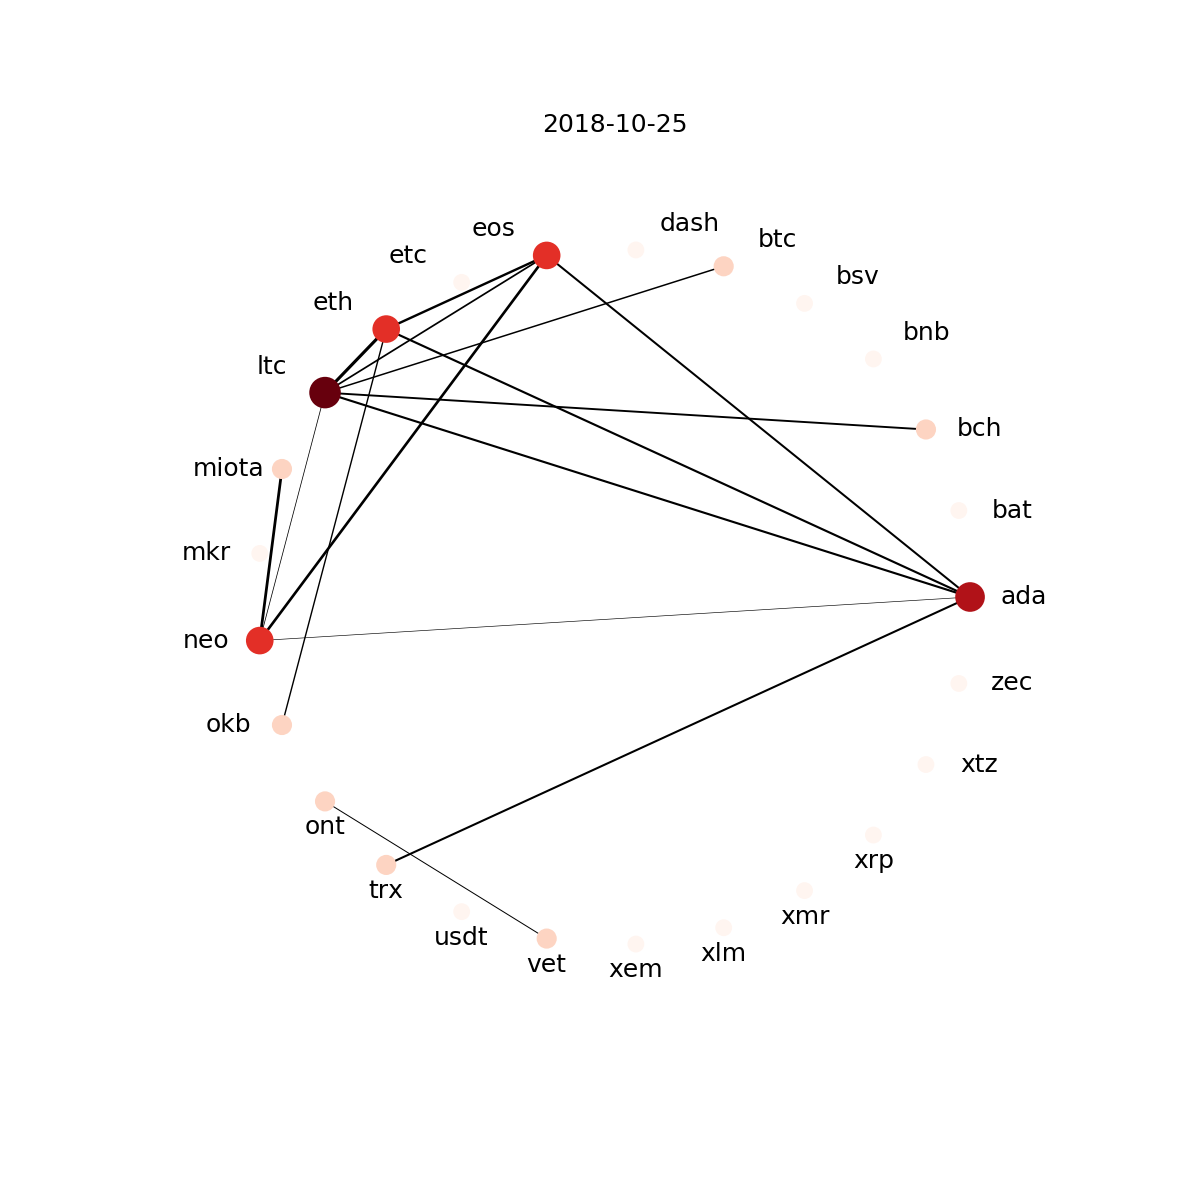 2018-10-25
dash
eos
btc
etc
bsv
eth
bnb
ltc
bch
miota
bat
mkr
ada
neo
zec
okb
xtz
ont
xrp
trx
xmr
usdt
xlm
vet
xem